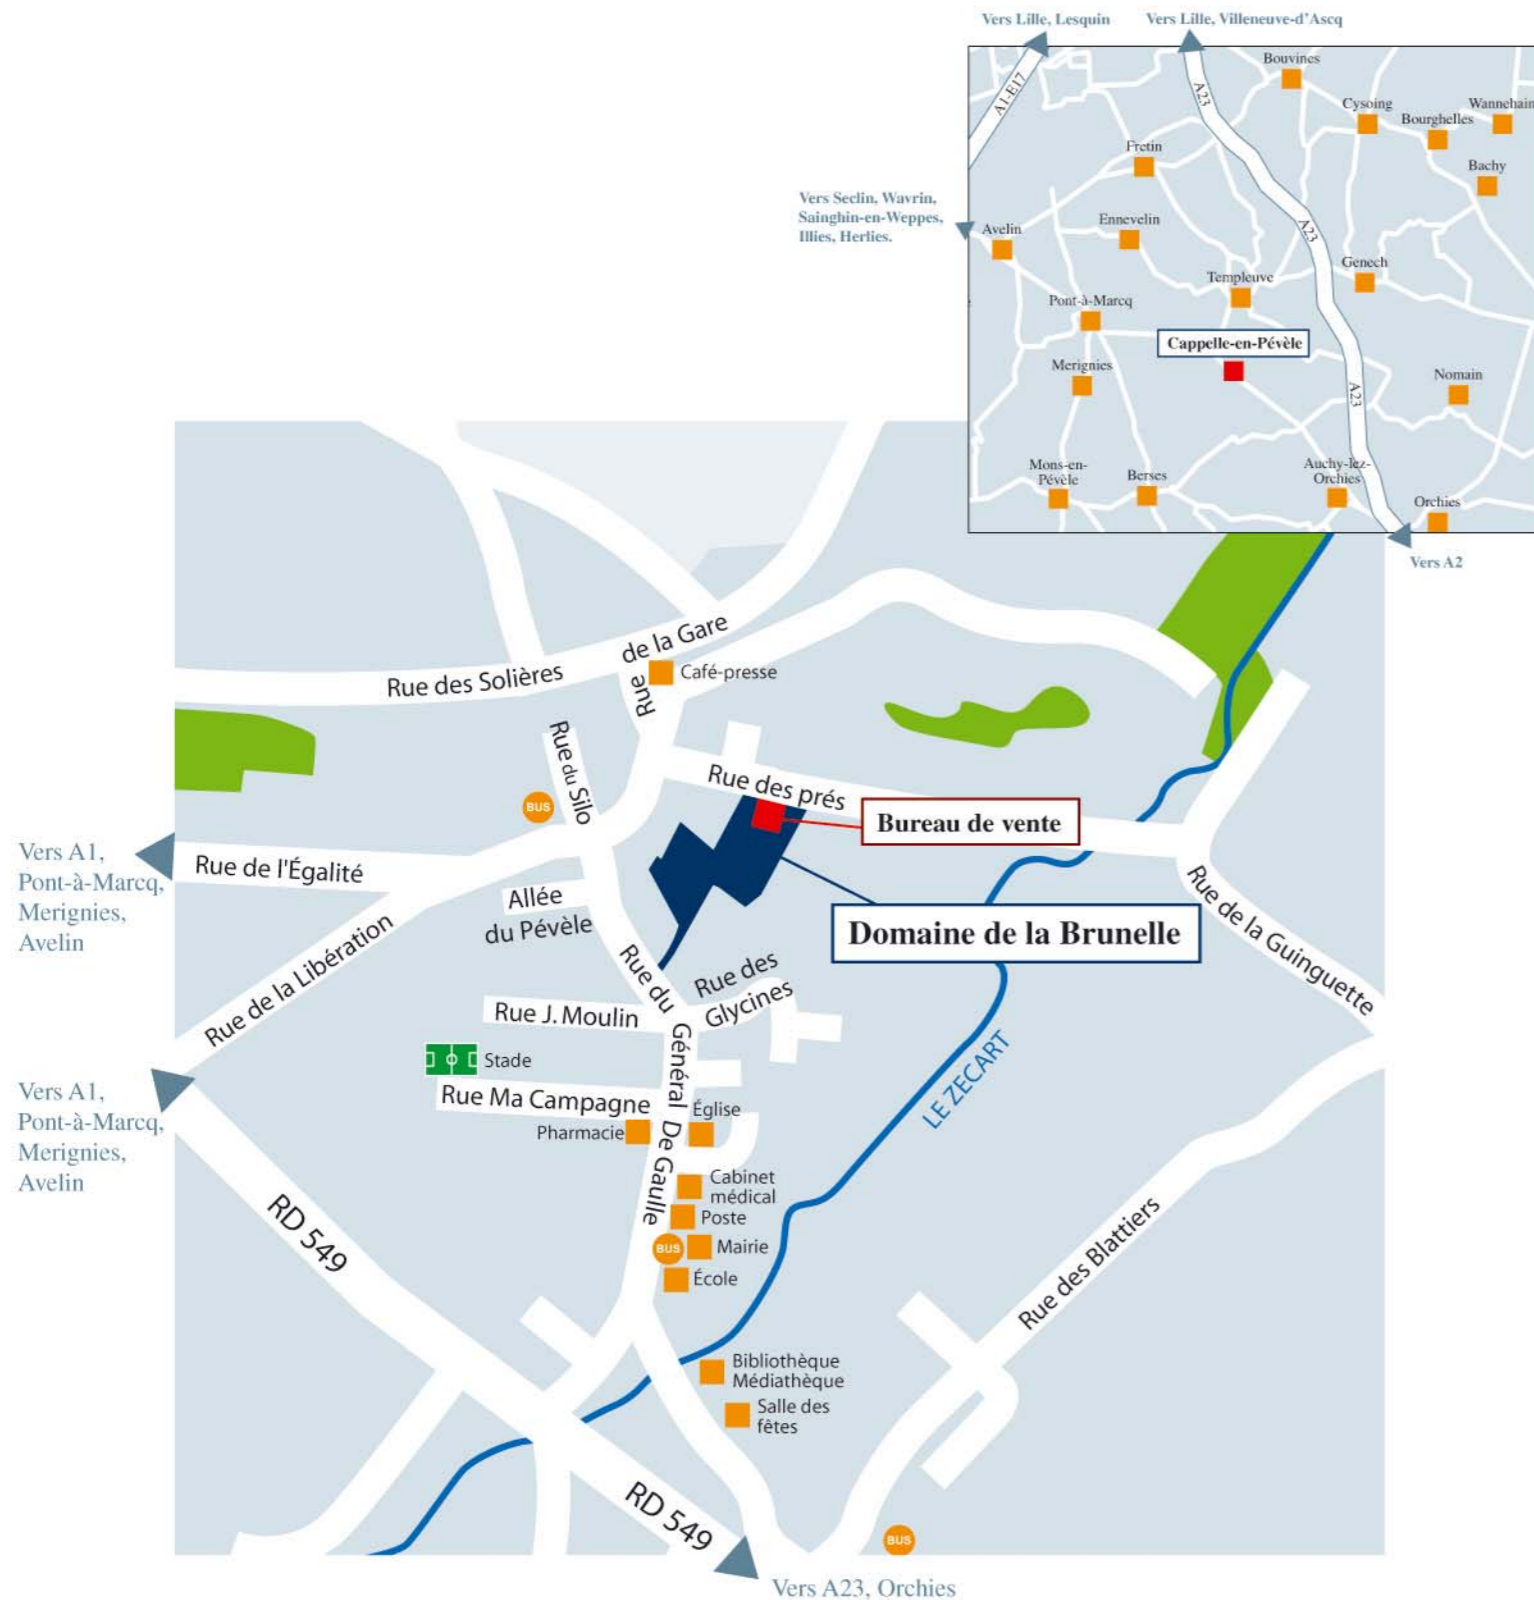 Vers Lille, Lesquin
Vers Lille, Villeneuve-d'Ascq
A1-E17
A23
Bouvines
Cysoing
Wannehain
Bourghelles
Fretin
Bachy
Vers Seclin, Wavrin,
Sainghin-en-Weppes,
Illies, Herlies.
Avelin
Ennevelin
A23
Genech
Templeuve
Pont-à-Marcq
Cappelle-en-Pévèle
Merignies
Nomain
A23
Mons-en-
Pévèle
Berses
Auchy-lez-
Orchies
Orchies
Vers A2
Rue des Solières
Rue
de la Gare
Café-presse
Rue du Silo
BUS
Rue des prés
Bureau de vente
Vers A1,
Pont-à-Marcq,
Merignies,
Avelin
Rue de l'Égalité
Allée
du Pévèle
Domaine de la Brunelle
Rue de la Guinguette
Rue de la Libération
Rue du
Général
De Gaulle
Rue des
Glycines
Rue J. Moulin
Stade
LE ZECART
Vers A1,
Pont-à-Marcq,
Merignies,
Avelin
Rue Ma Campagne
Église
Pharmacie
Cabinet
médical
Poste
BUS
Mairie
École
RD 549
Rue des Blattiers
Bibliothèque
Médiathèque
Salle des
fêtes
RD 549
BUS
Vers A23, Orchies